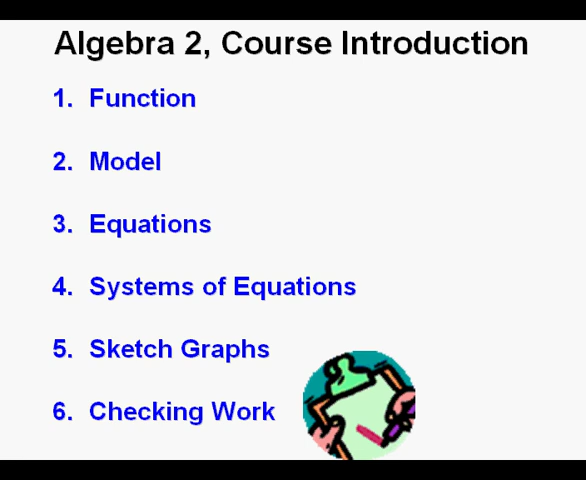 Algebra 2, Course Introduction
1. Function
2. Model
3. Equations
4. Systems of Equations
5. Sketch Graphs
6. Checking Work